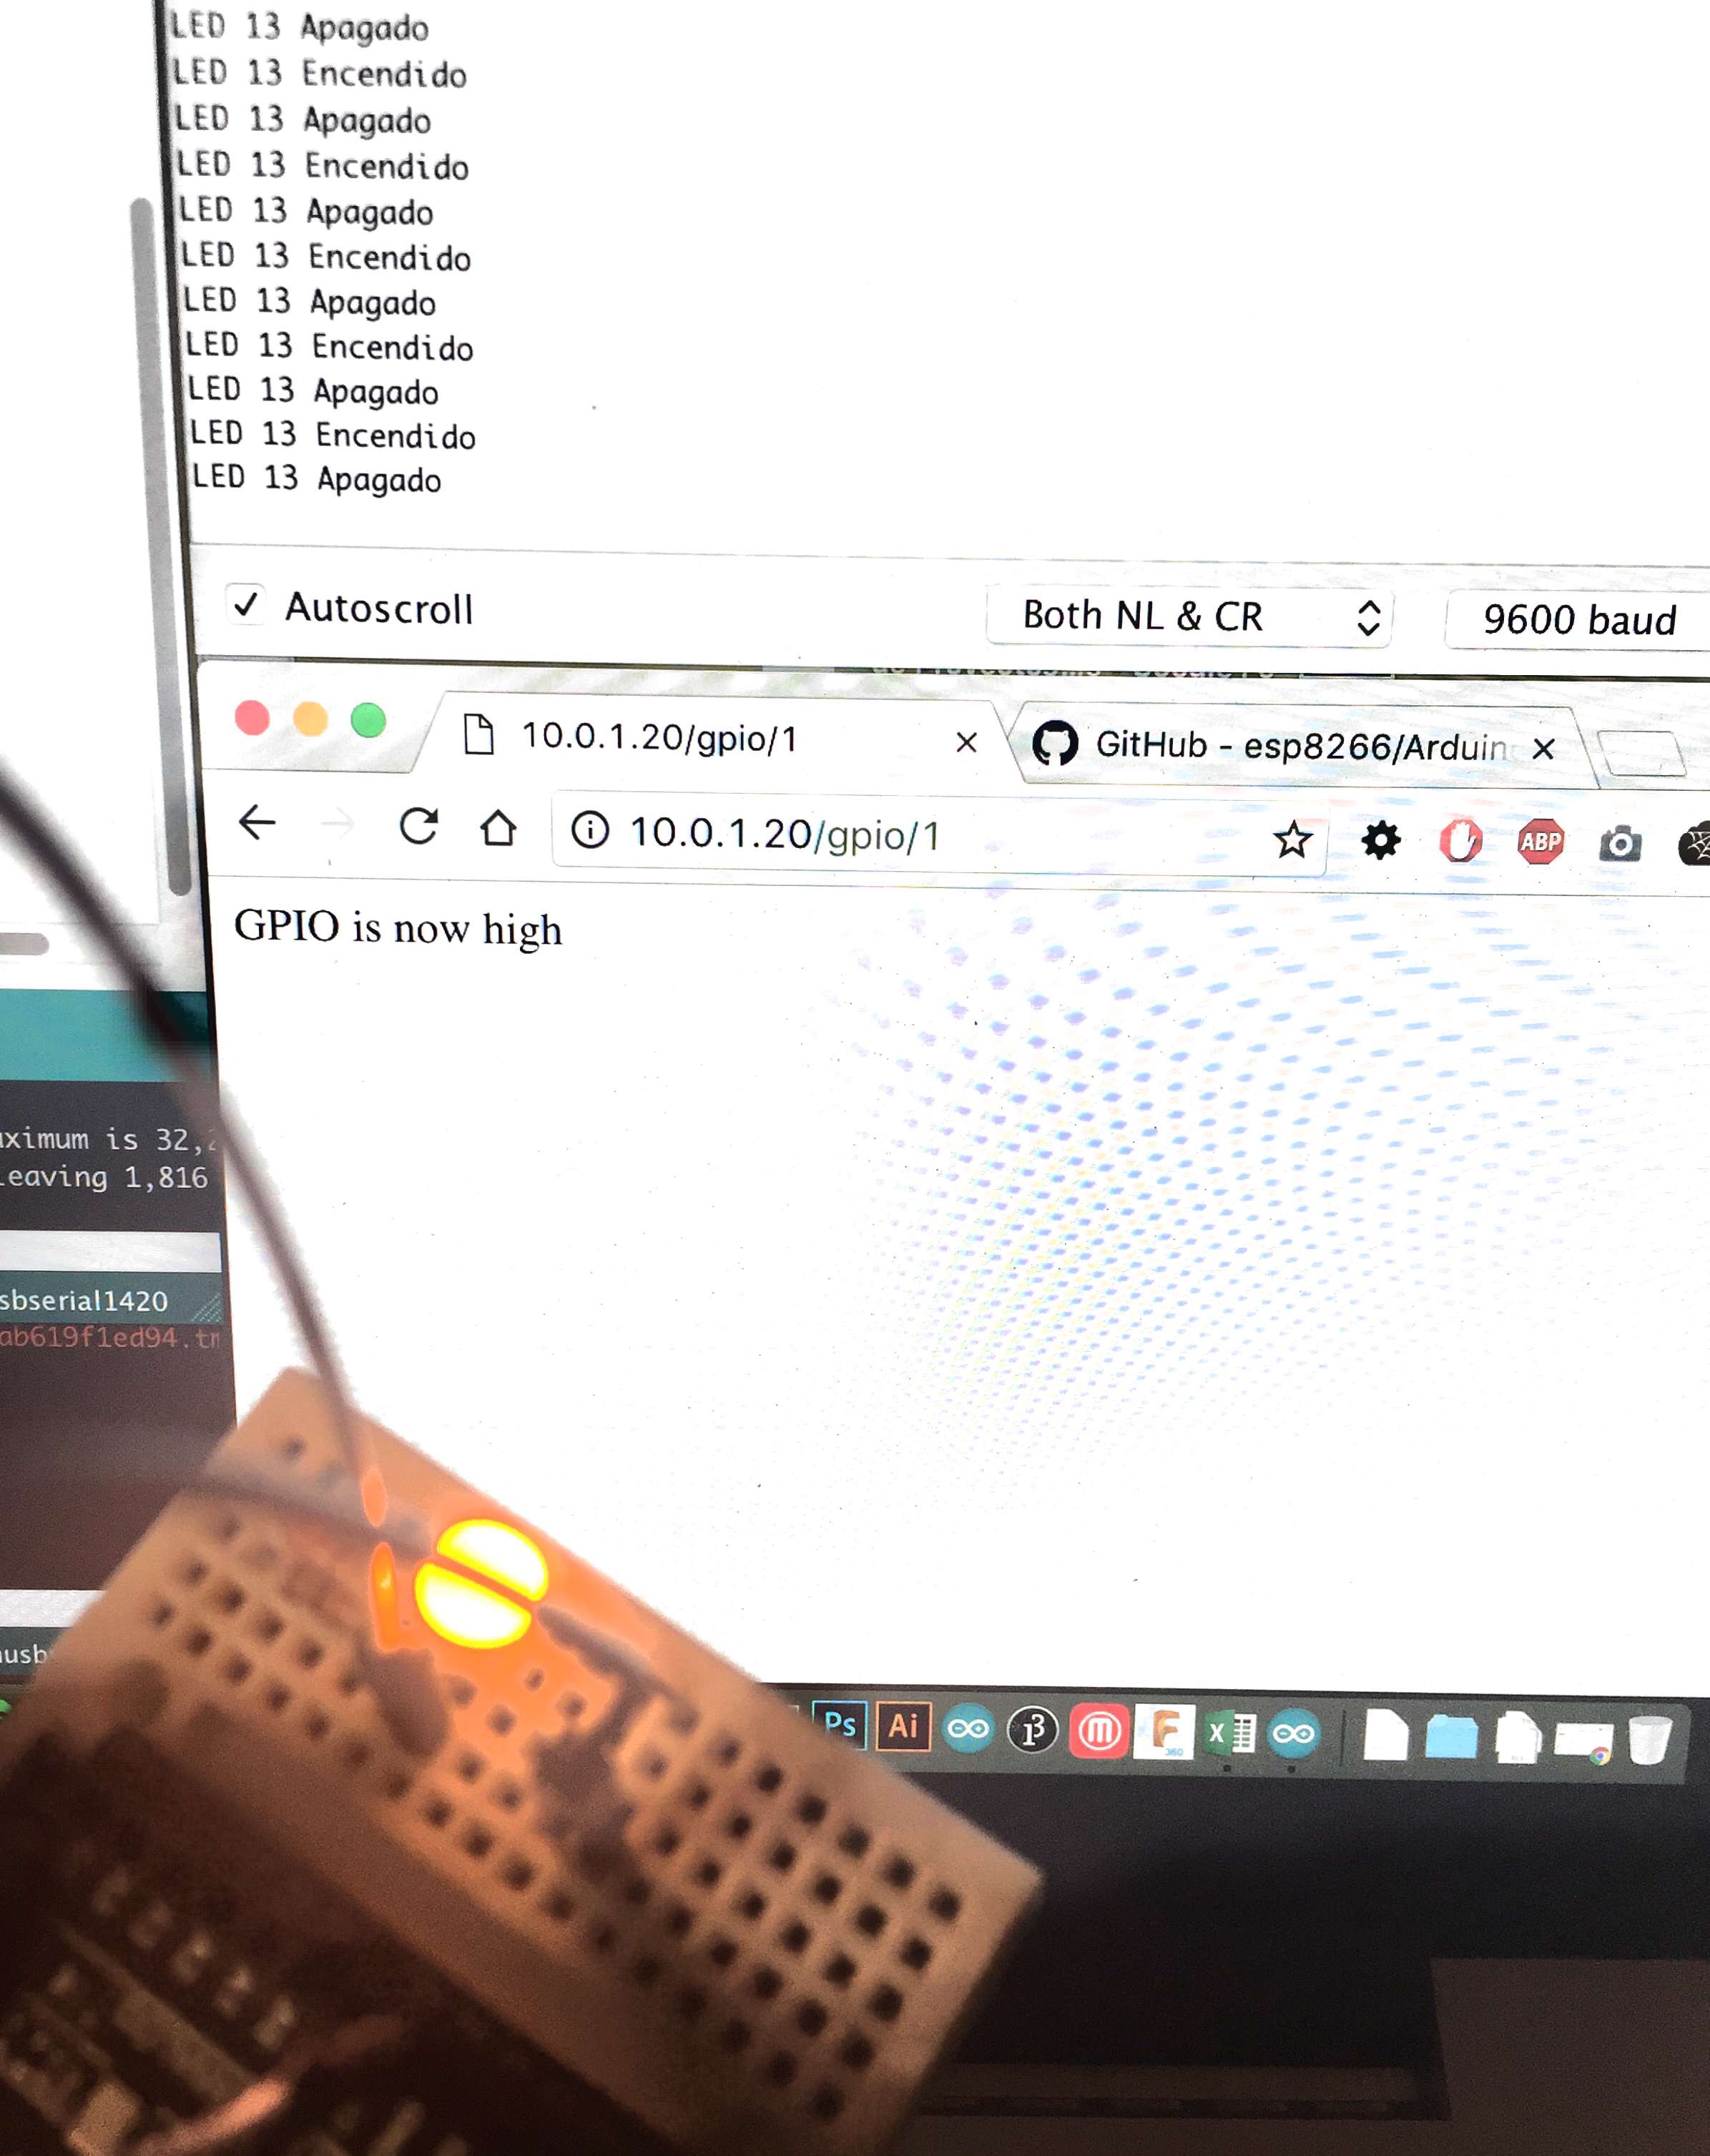 LED 13 Apagado
LED 13 Encendido
LED 13 Apagado
LED 13 Encendido
LED 13 Apagado
LED 13 Encendido
LED 13 Apagado
LED 13 Encendido
LED 13 Apagado
LED 13 Encendido
LED 13 Apagado
Autoscroll
Both NL & CR
9600 baud
10.0.1.20/gpio/1
GitHub - esp8266/Arduin
10.0.1.20/gpio/1
ABP
GPIO is now high
ximum is 32,
eaving 1,816
sbserial1420
ab619f1ed94.tm
usb
Ps
Ai
i3
m
F
360
X